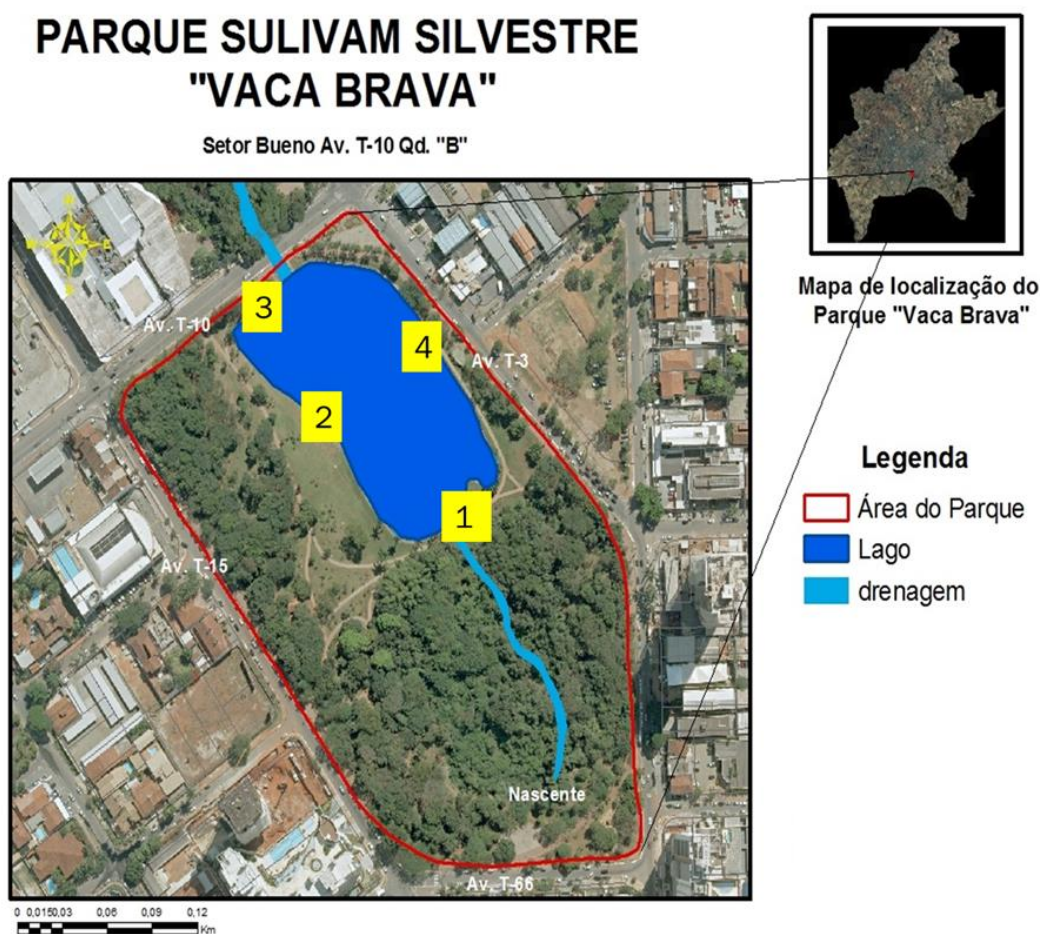 PARQUE SULIVAM SILVESTRE
"VACA BRAVA"
Setor Bueno Av. T-10 Qd. "B"
Mapa de localização do
Parque "Vaca Brava"
N
W
E
S
3
Av. T-10
4
Av. T-3
2
1
Av. T-15
Nascente
Av. T-66
Legenda
Área do Parque
Lago
drenagem
0 0,015 0,03 0,06 0,09 0,12
Km